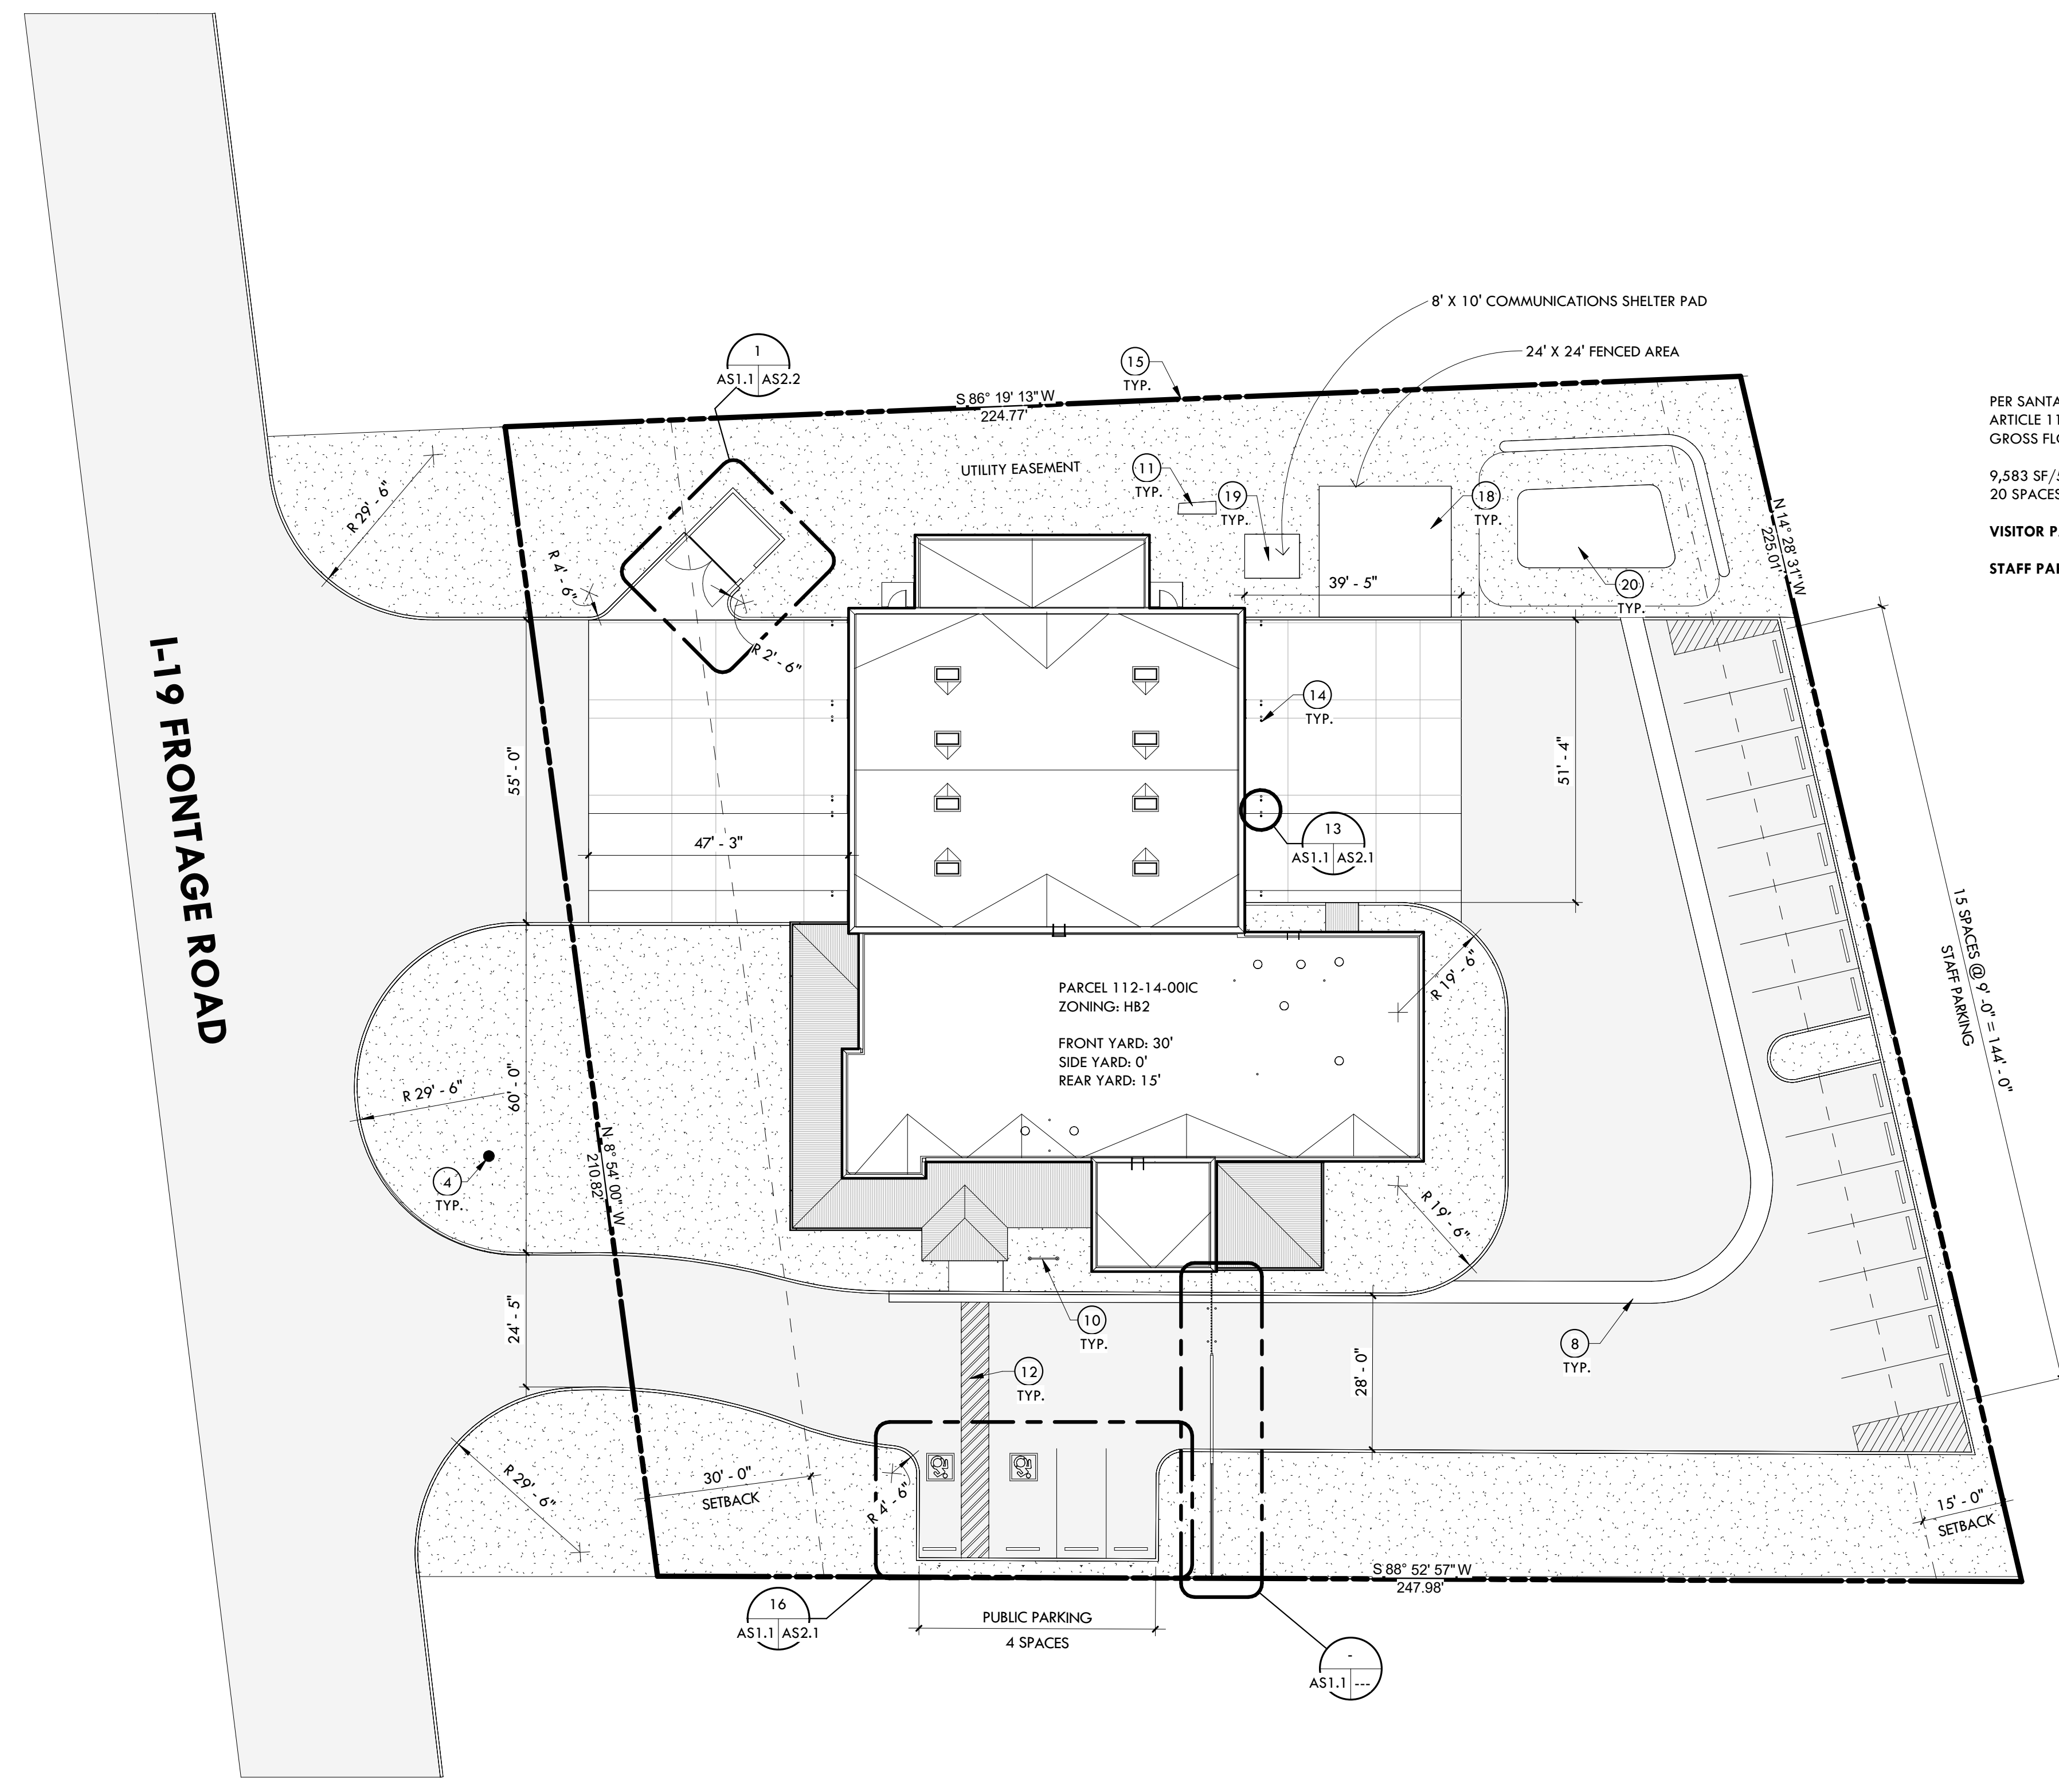 8' X 10' COMMUNICATIONS SHELTER PAD
24' X 24' FENCED AREA
1
AS1.1 AS2.2
15
TYP.
S 86° 19' 13" W
224.77'
PER SANTA
ARTICLE 11
GROSS FLO
9,583 SF/5
20 SPACES
VISITOR PA
STAFF PAR
UTILITY EASEMENT
11
TYP.
19
TYP.
18
TYP.
R 29' - 6"
R 4' - 6"
N 14° 28' 31" W
225.01'
39' - 5"
20
TYP.
R 2' - 6"
I-19 FRONTAGE ROAD
14
TYP.
55' - 0"
51' - 4"
47' - 3"
13
AS1.1 AS2.1
15 SPACES @ 9' -0" = 144' - 0"
STAFF PARKING
R 19' - 6"
PARCEL 112-14-00IC
ZONING: HB2
FRONT YARD: 30'
SIDE YARD: 0'
REAR YARD: 15'
R 29' - 6"
60' - 0"
N 8° 54' 00" W
210.82'
4
TYP.
R 19' - 6"
24' - 5"
10
TYP.
8
TYP.
12
TYP.
28' - 0"
R 29' - 6"
30' - 0"
SETBACK
R 4' - 6"
15' - 0"
SETBACK
S 88° 52' 57" W
247.98'
16
AS1.1 AS2.1
PUBLIC PARKING
4 SPACES
-
AS1.1 ---